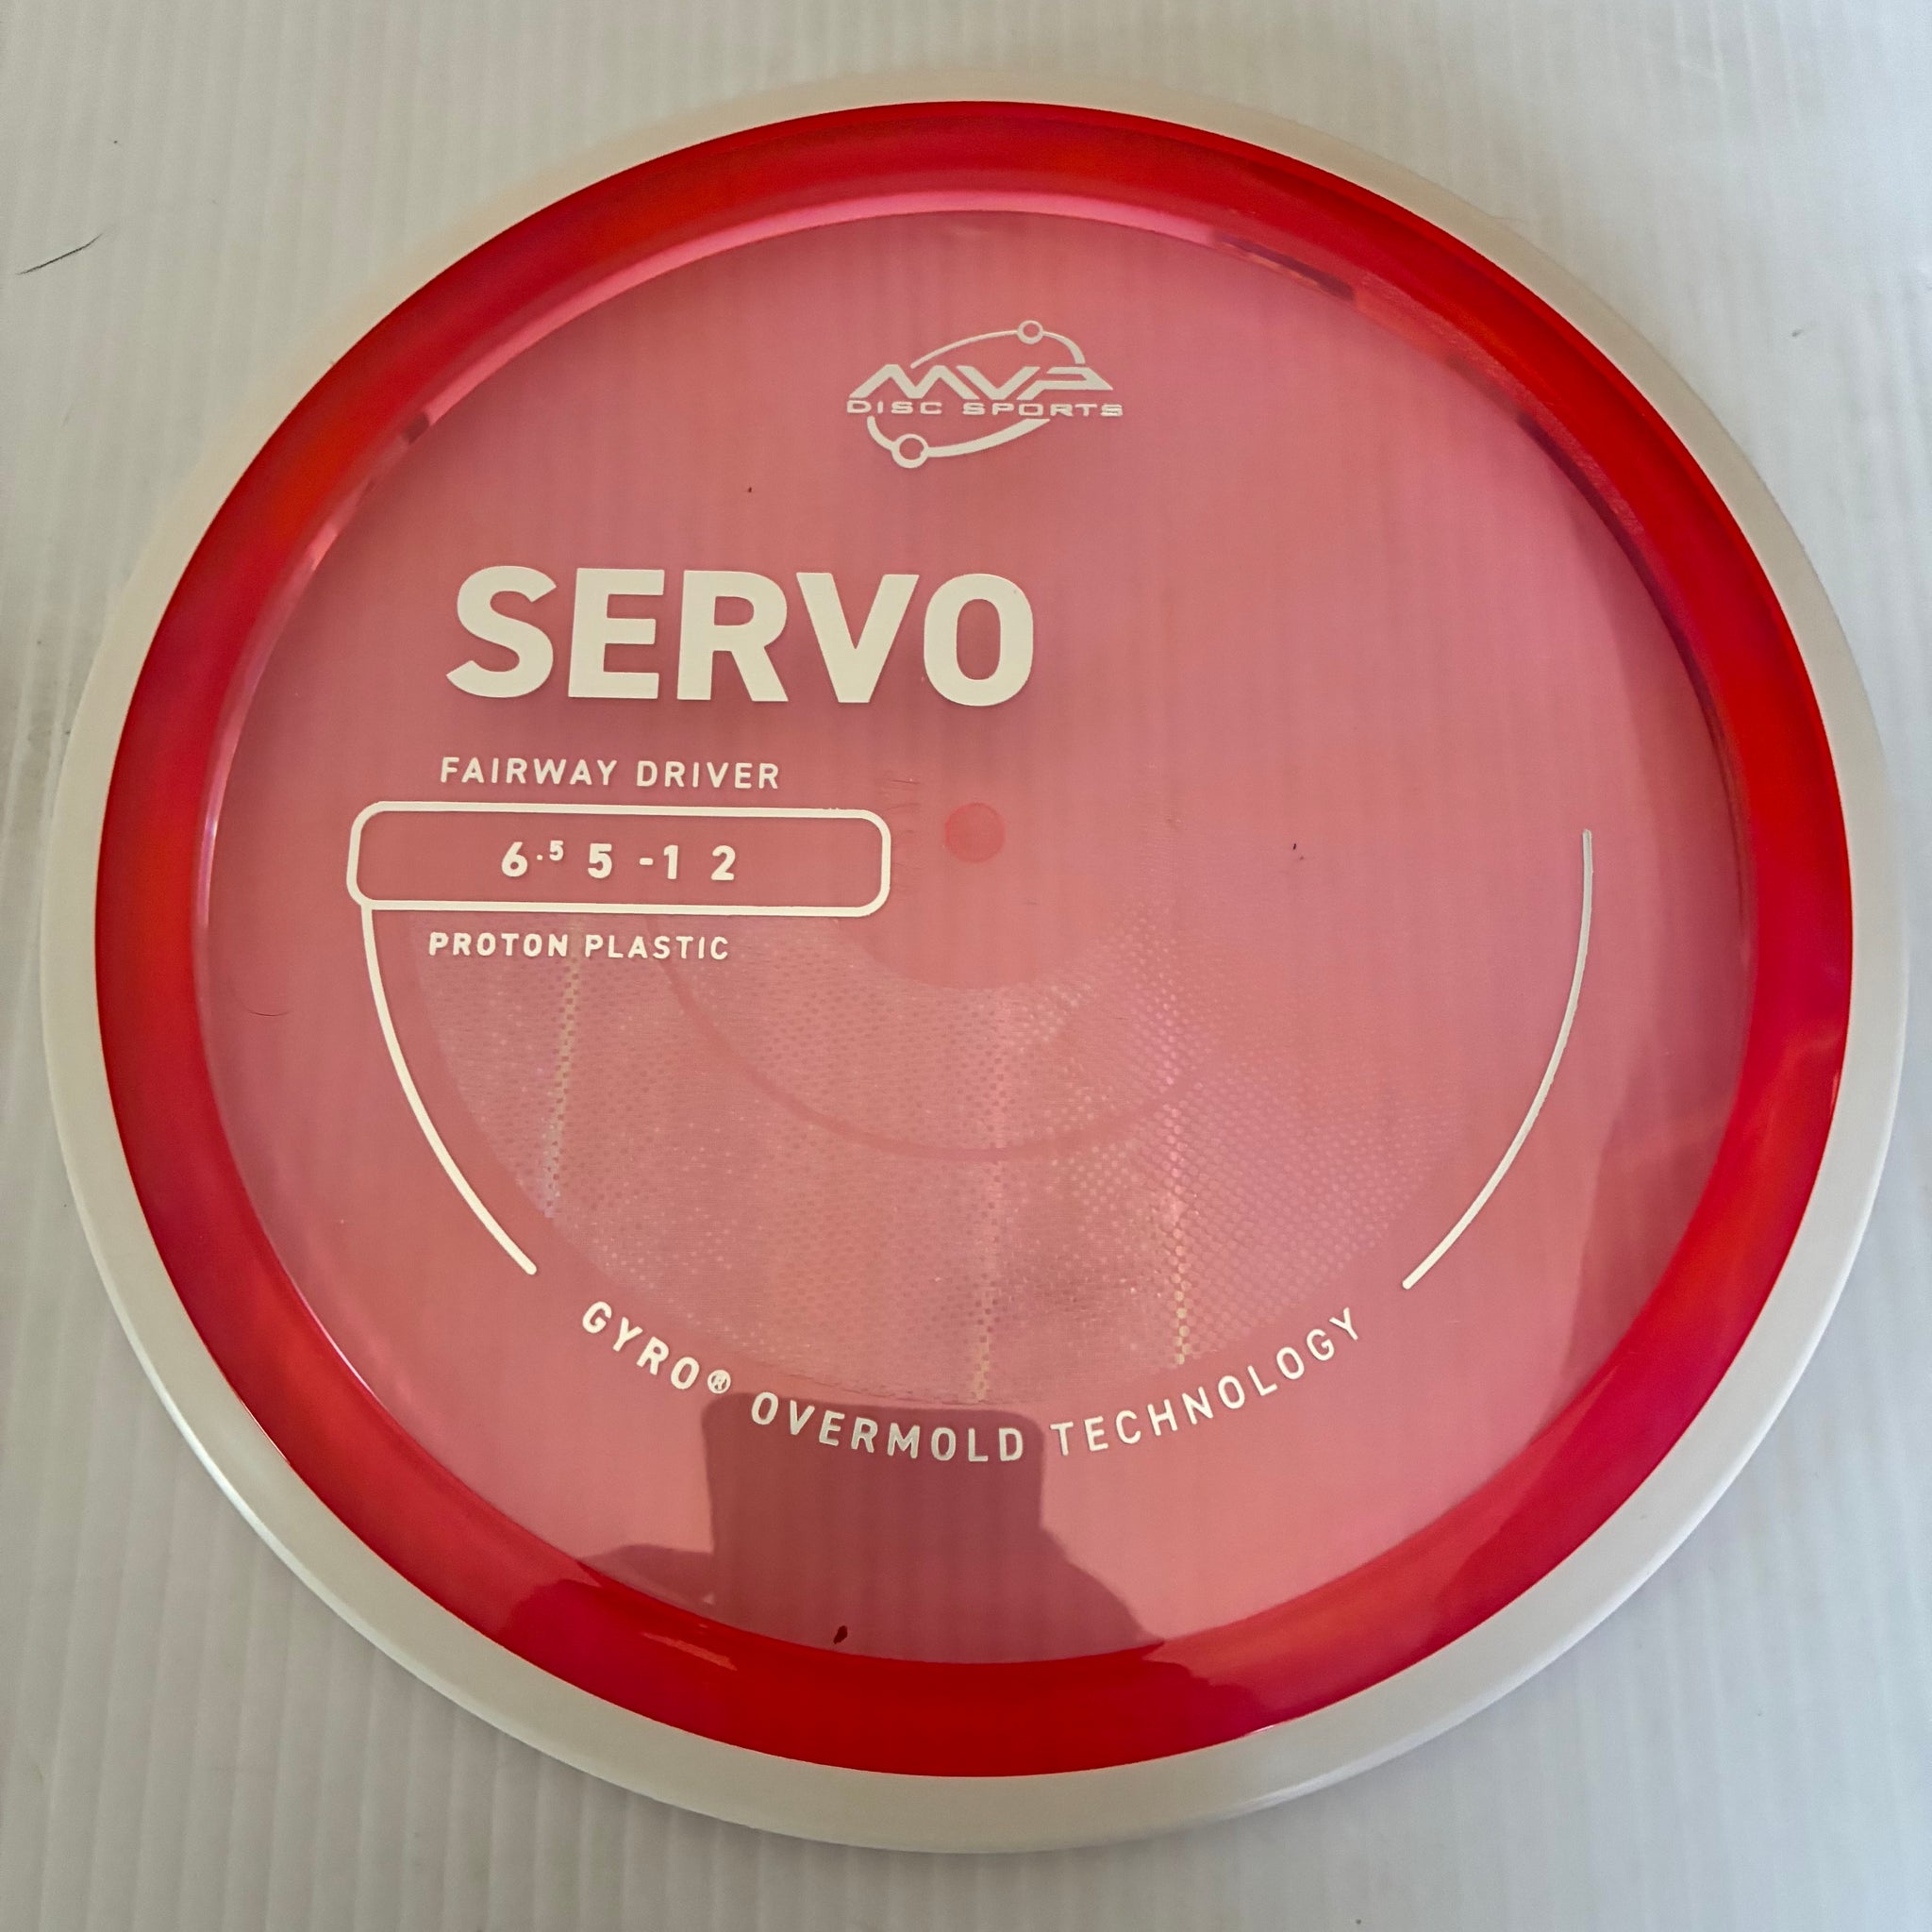 MVP
DISC SPORTS
SERVO
FAIRWAY DRIVER
6.5 5 -1 2
PROTON PLASTIC
GYRO® OVERMOLD TECHNOLOGY